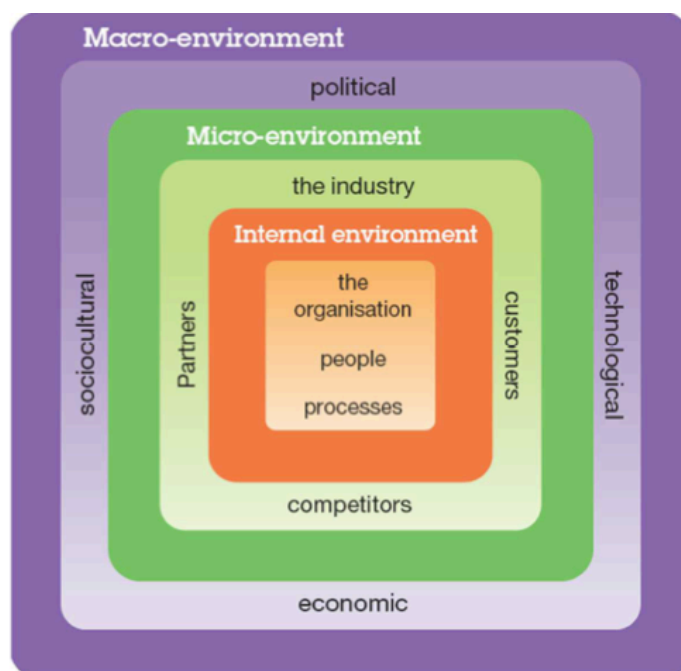 Macro-environment
political
Micro-environment
the industry
Internal environment
the
organisation
people
processes
sociocultural
Partners
customers
technological
competitors
economic